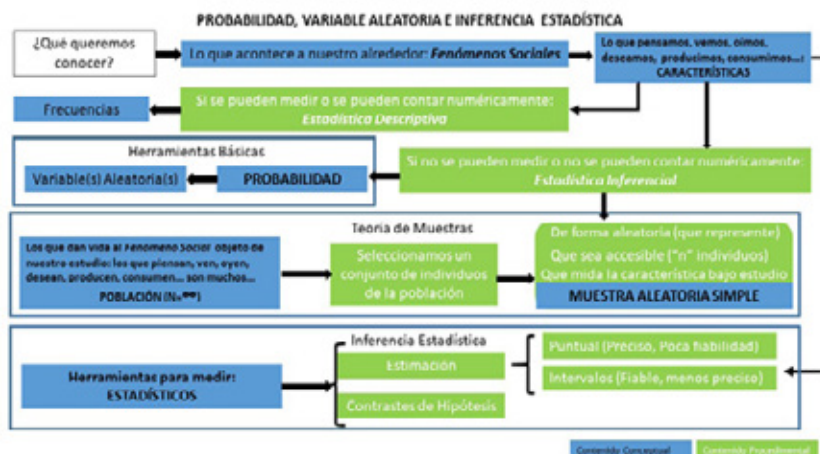 PROBABILIDAD, VARIABLE ALEATORIA E INFERENCIA ESTADÍSTICA
¿Qué queremos
conocer?
Lo que acontece a nuestro alrededor: Fenómenos Sociales
Lo que pensamos, vemos, oímos,
deseamos, producimos, consumimos...:
CARACTERÍSTICAS
Frecuencias
Si se pueden medir o se pueden contar numéricamente:
Estadística Descriptiva
Herramientas Básicas
Variable(s) Aleatoria(s)
PROBABILIDAD
Si no se pueden medir o no se pueden contar numéricamente:
Estadística Inferencial
Teoría de Muestras
Los que dan vida al Fenómeno Social objeto de
nuestro estudio: los que piensan, ven, oyen,
desean, producen, consumen... son muchos...
POBLACIÓN (N=∞)
Seleccionamos un
conjunto de individuos
de la población
De forma aleatoria (que represente)
Que sea accesible ("n" individuos)
Que mida la característica bajo estudio
MUESTRA ALEATORIA SIMPLE
Inferencia Estadística
Herramientas para medir:
ESTADÍSTICOS
Estimación
Contrastes de Hipótesis
Puntual (Preciso, Poca fiabilidad)
Intervalos (Fiable, menos preciso)
Contenido Conceptual
Contenido Procedimental